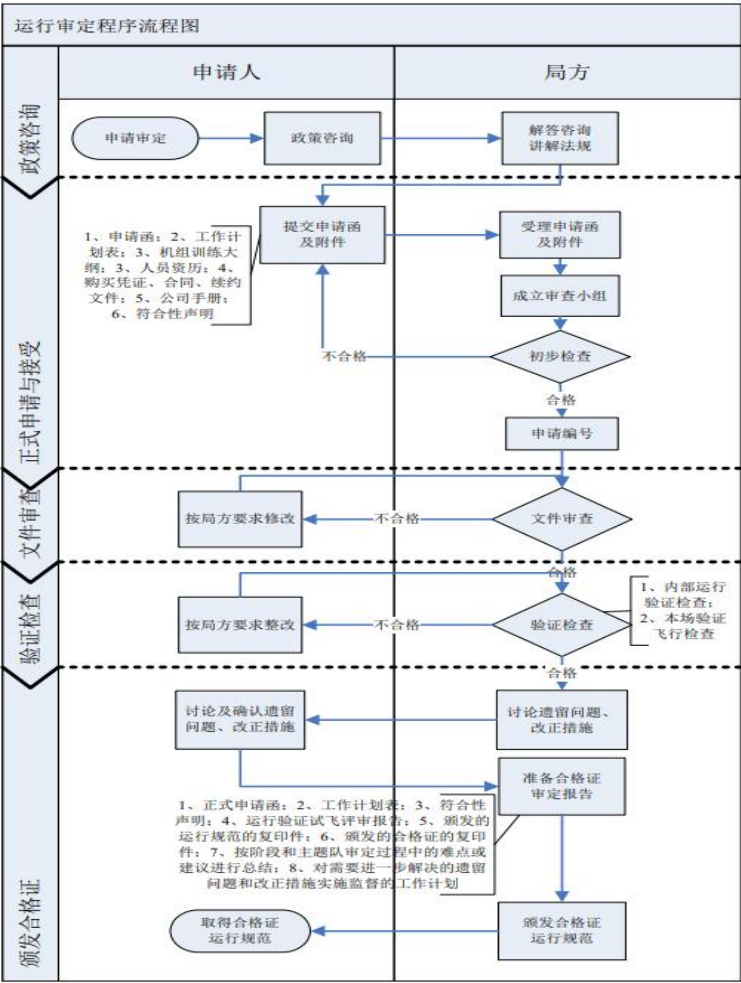 运行审定程序流程图
申请人
局方
政策咨询
申请审定
政策咨询
解答咨询
讲解法规
正式申请与接受
提交申请函
及附件
受理申请函
及附件
1、申请函；2、工作计
划表；3、机组训练大
纲；3、人员资历；4、
购买凭证、合同、续约
文件；5、公司手册；
6、符合性声明
成立审查小组
不合格
初步检查
合格
申请编号
文件审查
按局方要求修改
不合格
文件审查
合格
验证检查
按局方要求整改
不合格
验证检查
1、内部运行
验证检查；
2、本场验证
飞行检查
合格
颁发合格证
讨论及确认遗留
问题、改正措施
讨论遗留问题、
改正措施
准备合格证
审定报告
1、正式申请函；2、工作计划表；3、符合性
声明；4、运行验证试飞评审报告；5、颁发的
运行规范的复印件；6、颁发的合格证的复印
件；7、按阶段和主题队审定过程中的难点或
建议进行总结；8、对需要进一步解决的遗留
问题和改正措施实施监督的工作计划
取得合格证
运行规范
颁发合格证
运行规范